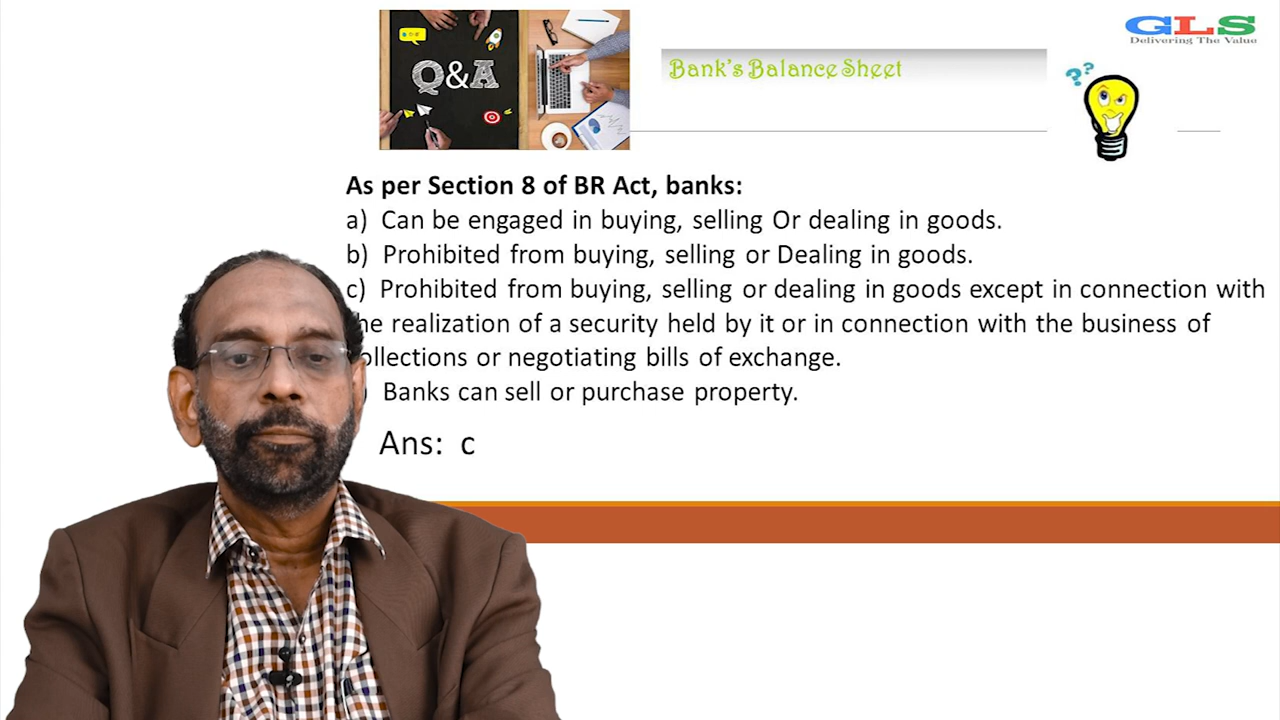 GLS
Delivering The Value
Q&A
Bank's Balance Sheet
??
As per Section 8 of BR Act, banks:
a) Can be engaged in buying, selling Or dealing in goods.
b) Prohibited from buying, selling or Dealing in goods.
c) Prohibited from buying, selling or dealing in goods except in connection with
he realization of a security held by it or in connection with the business of
ollections or negotiating bills of exchange.
) Banks can sell or purchase property.
Ans: c